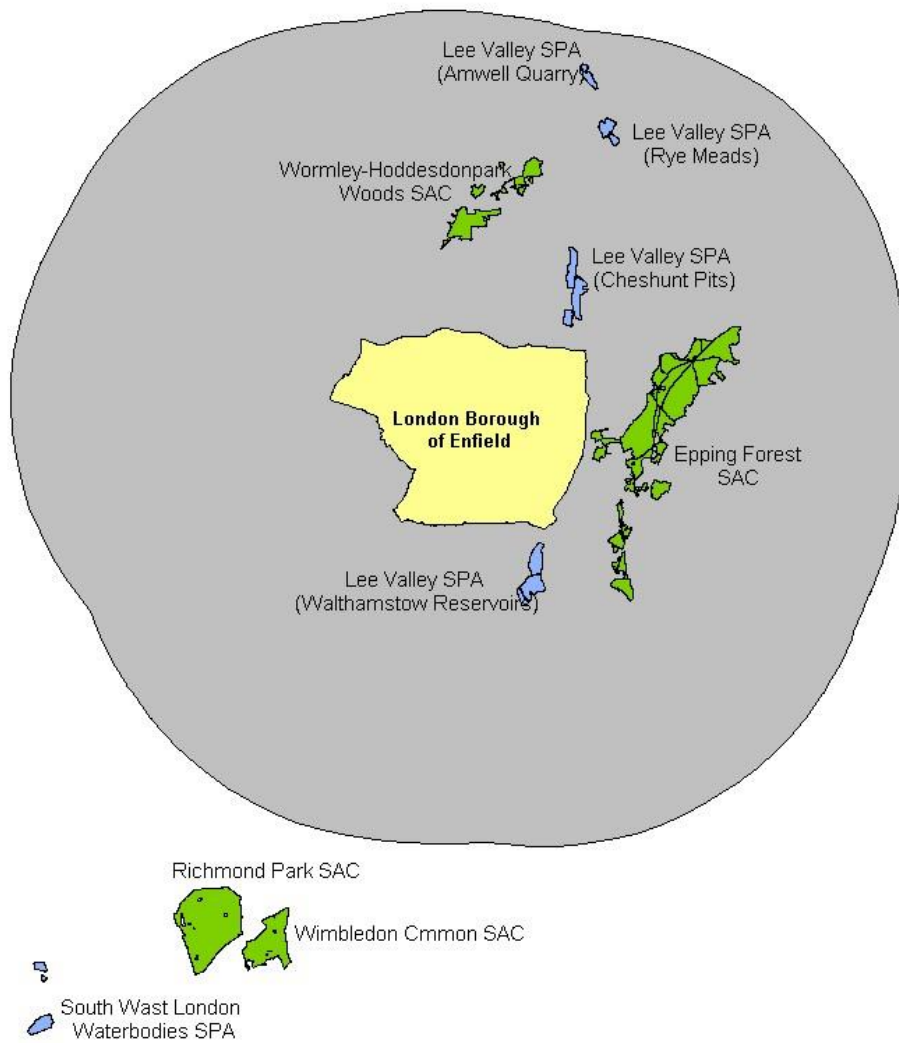 Lee Valley SPA
(Amwell Quarry)
Lee Valley SPA
(Rye Meads)
Wormley-Hoddesdonpark
Woods SAC
Lee Valley SPA
(Cheshunt Pits)
London Borough
of Enfield
Epping Forest
SAC
Lee Valley SPA
(Walthamstow Reservoirs)
Richmond Park SAC
Wimbledon Cmmon SAC
South Wast London
Waterbodies SPA